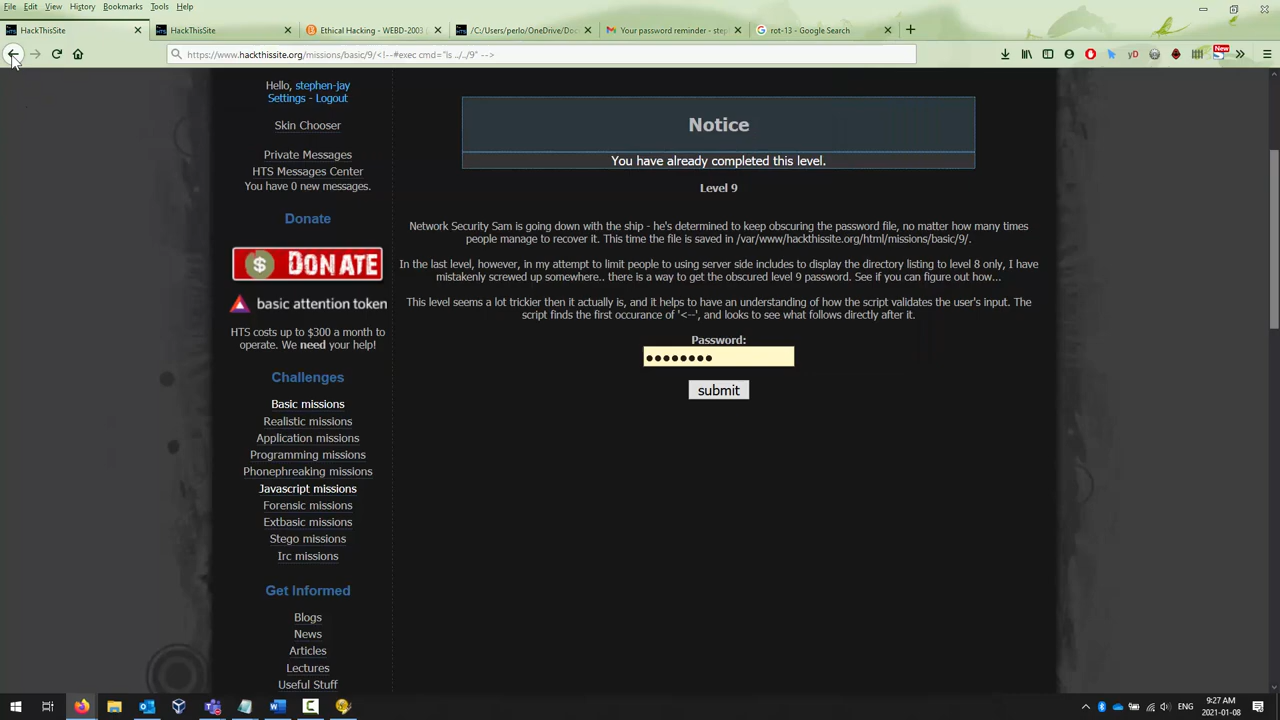 File Edit View History Bookmarks Tools Help
HackThisSite
HackThisSite
Ethical Hacking - WEBD-2003 (
/C:/Users/perlo/OneDrive/Doc
Your password reminder - step
rot-13 - Google Search
https://www.hackthissite.org/missions/basic/9/<!--#exec cmd="ls ../../9" -->
New
Hello, stephen-jay
Settings - Logout
Skin Chooser
Private Messages
HTS Messages Center
You have 0 new messages.
Donate
$ DONATE
basic attention token
HTS costs up to $300 a month to
operate. We need your help!
Challenges
Basic missions
Realistic missions
Application missions
Programming missions
Phonephreaking missions
Javascript missions
Forensic missions
Extbasic missions
Stego missions
Irc missions
Get Informed
Blogs
News
Articles
Lectures
Useful Stuff
Notice
You have already completed this level.
Level 9
Network Security Sam is going down with the ship - he's determined to keep obscuring the password file, no matter how many times
people manage to recover it. This time the file is saved in /var/www/hackthissite.org/html/missions/basic/9/.
In the last level, however, in my attempt to limit people to using server side includes to display the directory listing to level 8 only, I have
mistakenly screwed up somewhere.. there is a way to get the obscured level 9 password. See if you can figure out how...
This level seems a lot trickier then it actually is, and it helps to have an understanding of how the script validates the user's input. The
script finds the first occurance of '<--', and looks to see what follows directly after it.
Password:
submit
ENG
9:27 AM
2021-01-08